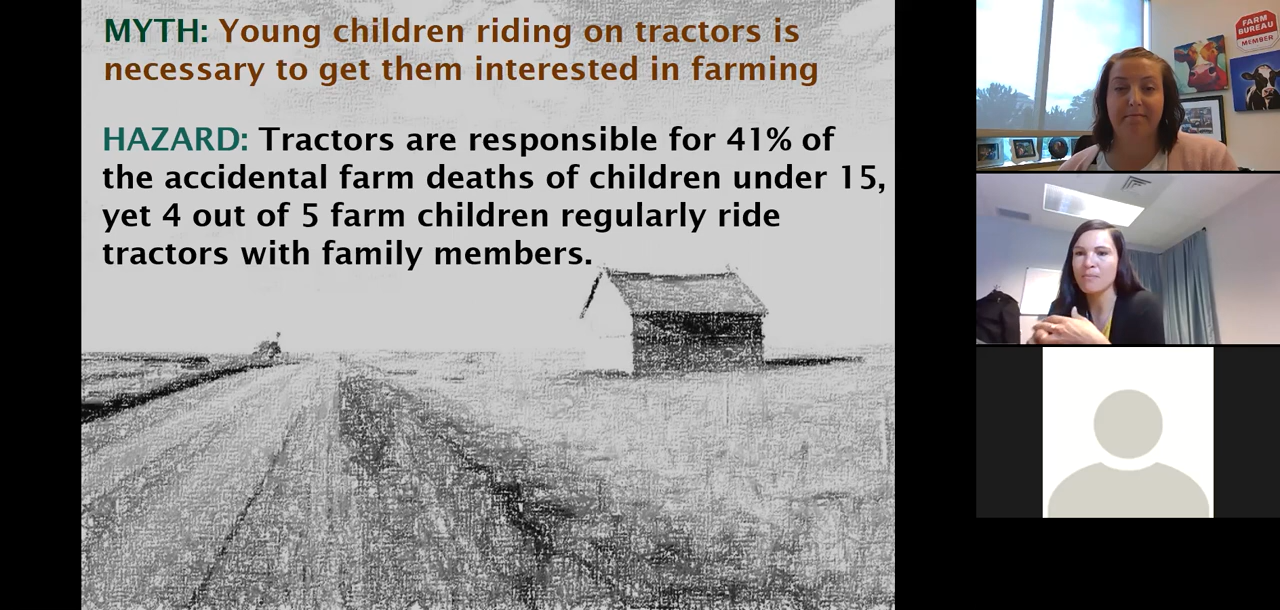 MYTH: Young children riding on tractors is
necessary to get them interested in farming
HAZARD: Tractors are responsible for 41% of
the accidental farm deaths of children under 15,
yet 4 out of 5 farm children regularly ride
tractors with family members.
FARM
BUREAU
MEMBER